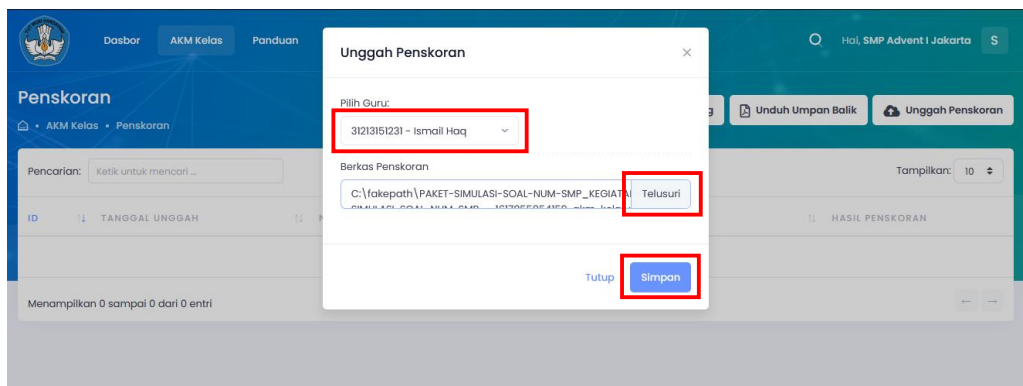 Dasbor AKM Kelas Panduan
Hai, SMP Advent I Jakarta S
Penskoran
AKM Kelas • Penskoran
Unduh Umpan Balik
Unggah Penskoran
Unggah Penskoran
Pilih Guru:
31213151231 - Ismail Haq
Berkas Penskoran
C:\fakepath\PAKET-SIMULASI-SOAL-NUM-SMP_KEGIATA
Telusuri
Tutup
Simpan
Pencarian: Ketik untuk mencari ...
Tampilkan: 10
ID TANGGAL UNGGAH HASIL PENSKORAN
Menampilkan 0 sampai 0 dari 0 entri